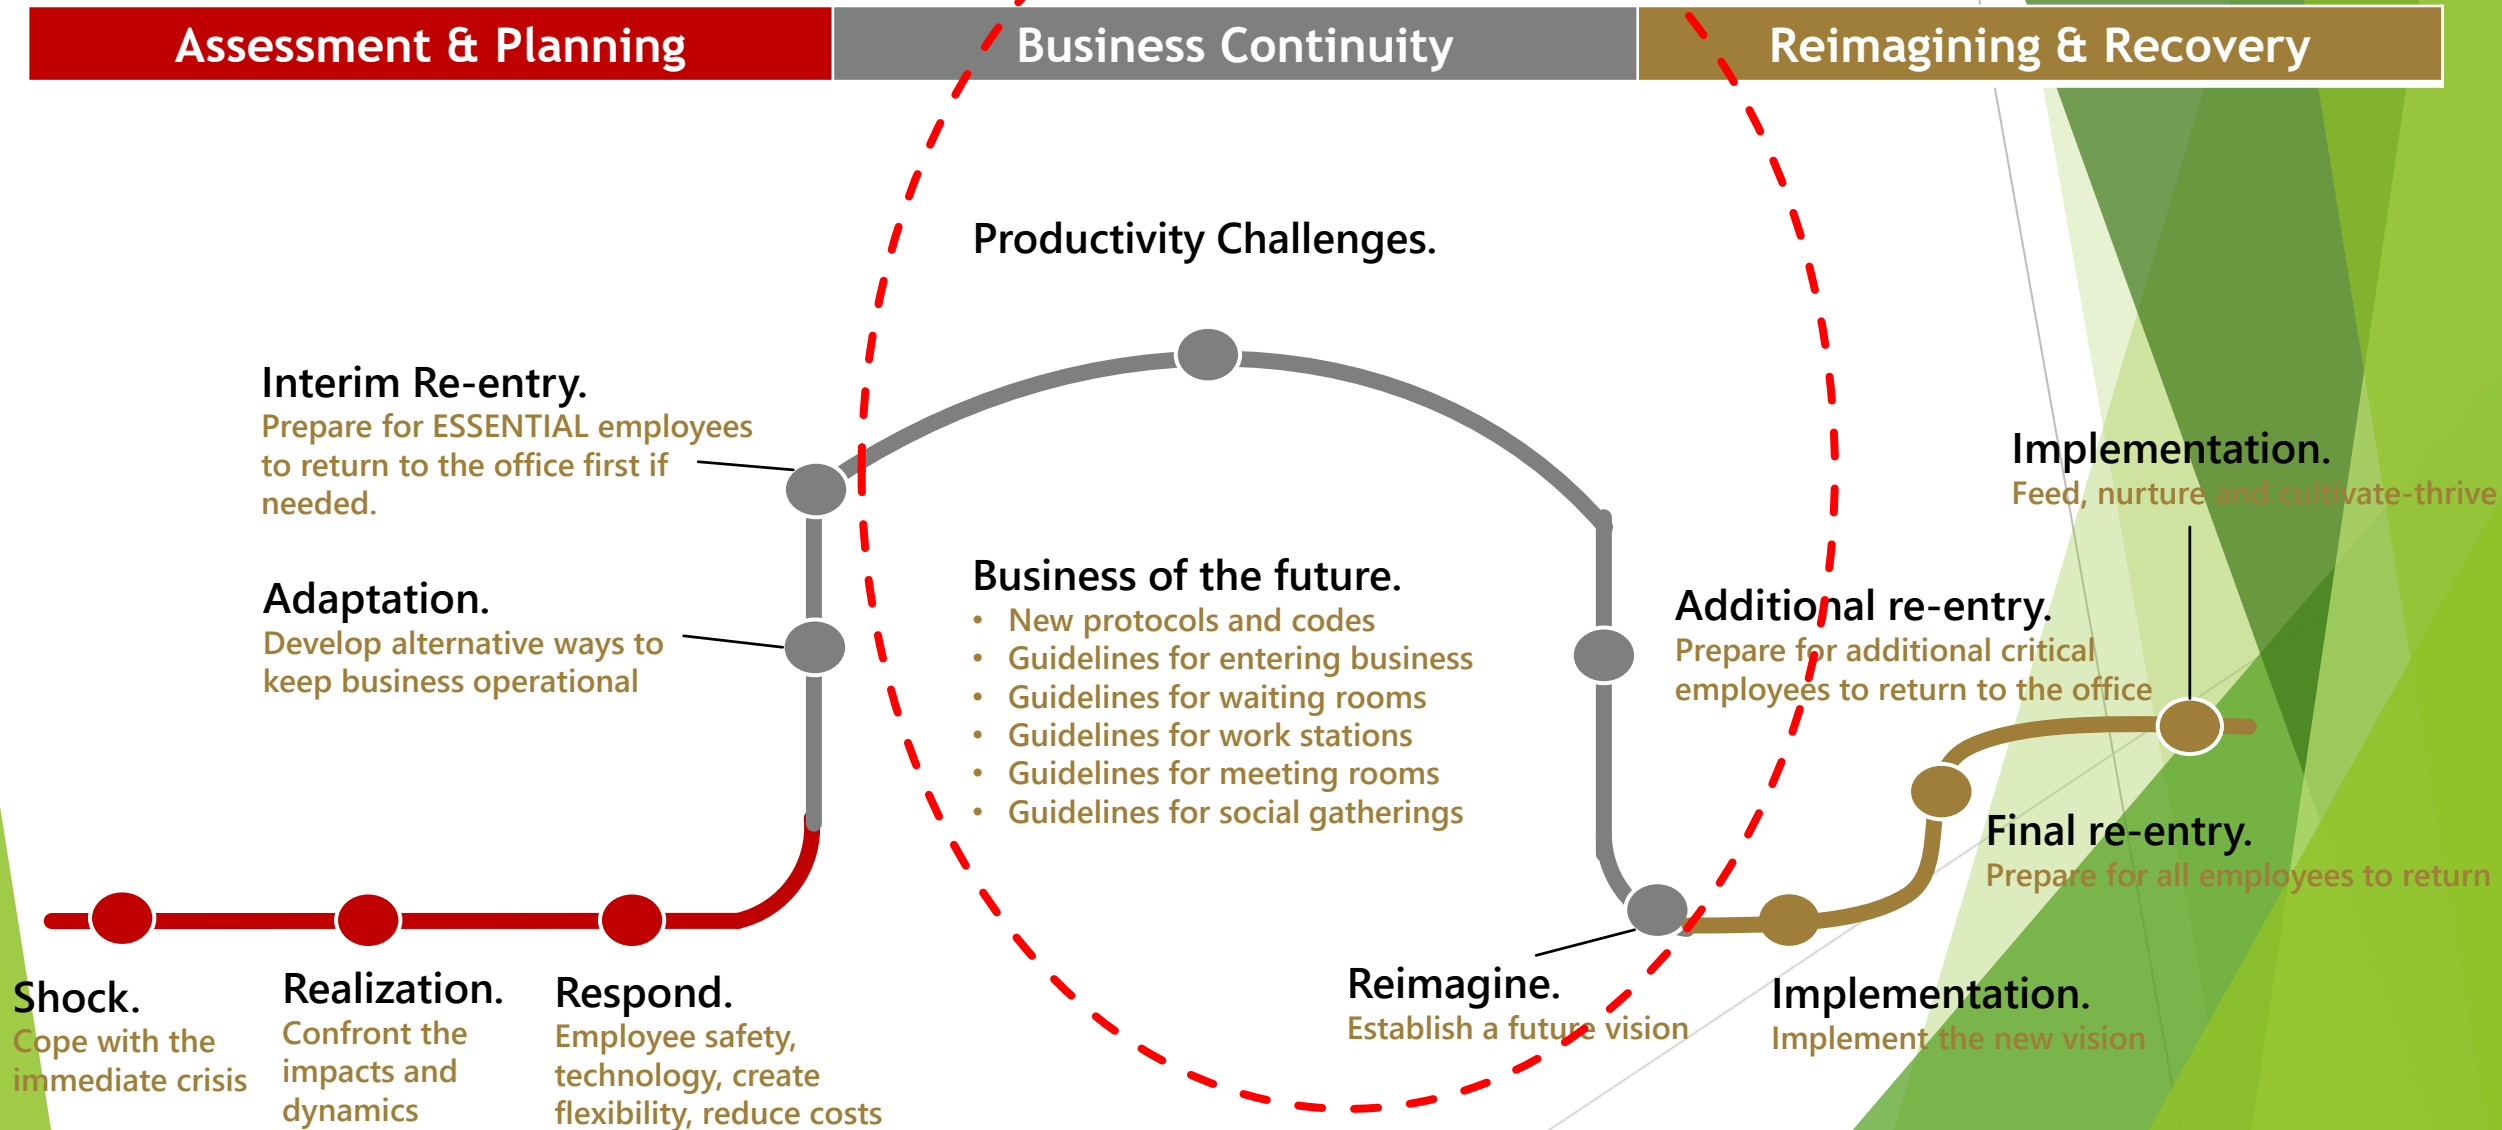 Assessment & Planning
Business Continuity
Reimagining & Recovery
Productivity Challenges.
Interim Re-entry.
Prepare for ESSENTIAL employees
to return to the office first if
needed.
Adaptation.
Develop alternative ways to
keep business operational
Business of the future.
• New protocols and codes
• Guidelines for entering business
• Guidelines for waiting rooms
• Guidelines for work stations
• Guidelines for meeting rooms
• Guidelines for social gatherings
Implementation.
Feed, nurture and cultivate-thrive
Additional re-entry.
Prepare for additional critical
employees to return to the office
Final re-entry.
Prepare for all employees to return
Shock.
Cope with the
immediate crisis
Realization.
Confront the
impacts and
dynamics
Respond.
Employee safety,
technology, create
flexibility, reduce costs
Reimagine.
Establish a future vision
Implementation.
Implement the new vision